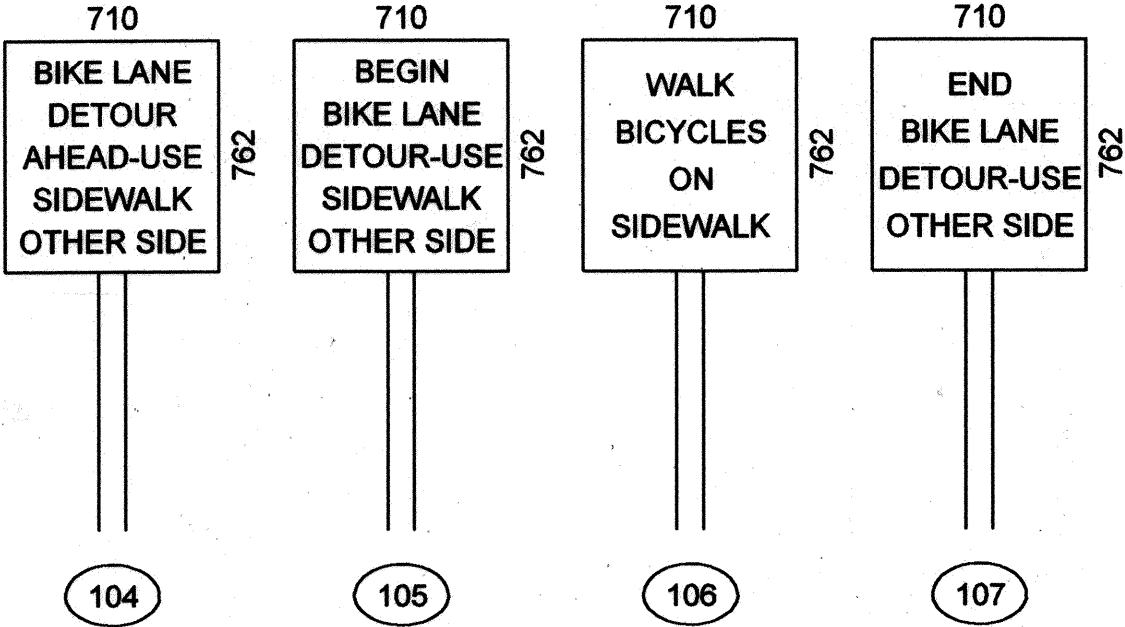 710
BIKE LANE
DETOUR
AHEAD-USE
SIDEWALK
OTHER SIDE
762
104
710
BEGIN
BIKE LANE
DETOUR-USE
SIDEWALK
OTHER SIDE
762
105
710
WALK
BICYCLES
ON
SIDEWALK
762
106
710
END
BIKE LANE
DETOUR-USE
OTHER SIDE
762
107